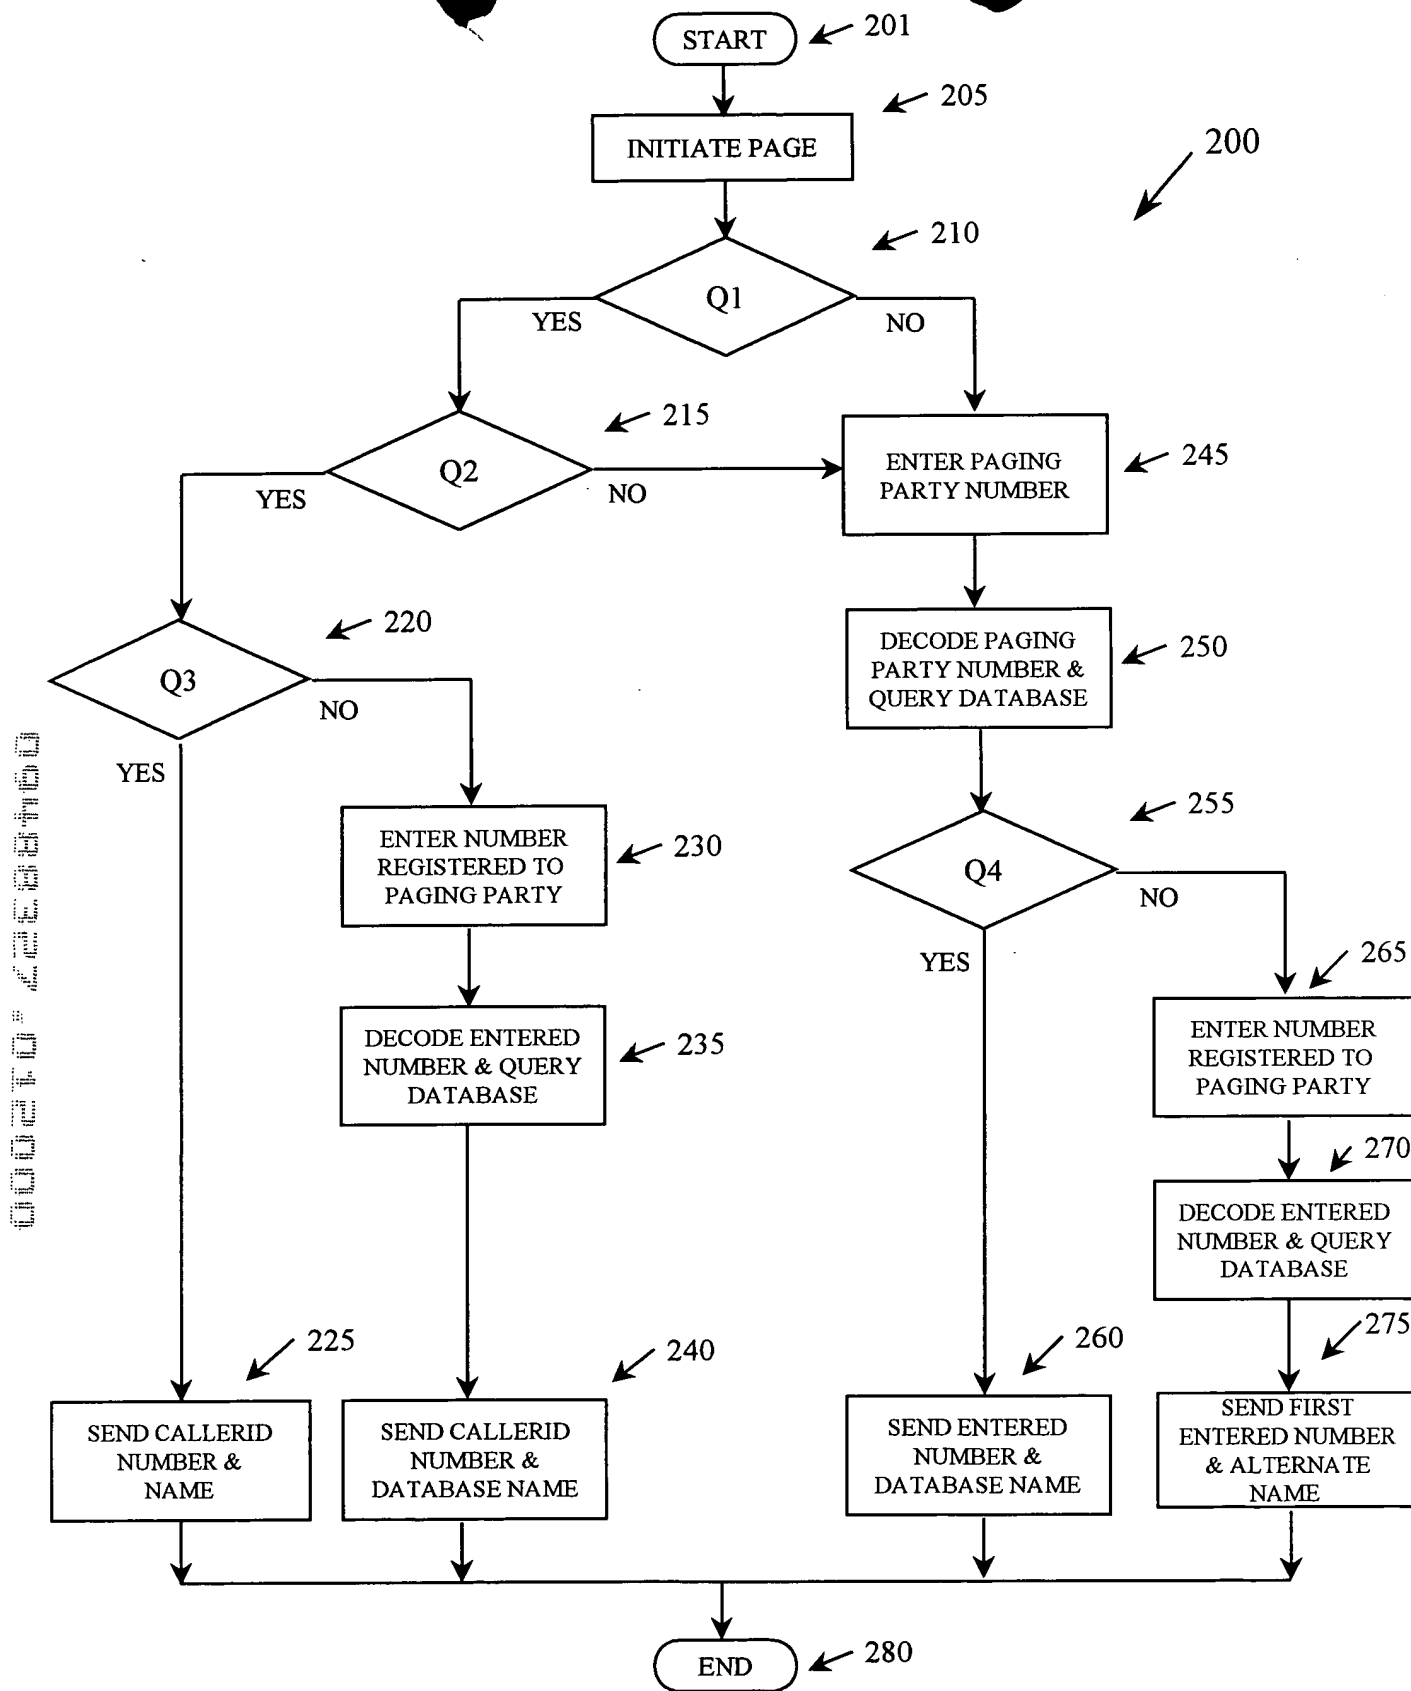 START
201
205
INITIATE PAGE
200
210
Q1
YES
NO
215
Q2
YES
NO
ENTER PAGING
PARTY NUMBER
245
220
Q3
NO
YES
DECODE PAGING
PARTY NUMBER &
QUERY DATABASE
250
255
Q4
NO
YES
ENTER NUMBER
REGISTERED TO
PAGING PARTY
230
265
ENTER NUMBER
REGISTERED TO
PAGING PARTY
DECODE ENTERED
NUMBER & QUERY
DATABASE
235
270
DECODE ENTERED
NUMBER & QUERY
DATABASE
225
240
260
275
SEND CALLERID
NUMBER &
NAME
SEND CALLERID
NUMBER &
DATABASE NAME
SEND ENTERED
NUMBER &
DATABASE NAME
SEND FIRST
ENTERED NUMBER
& ALTERNATE
NAME
END
280
09488327.012000